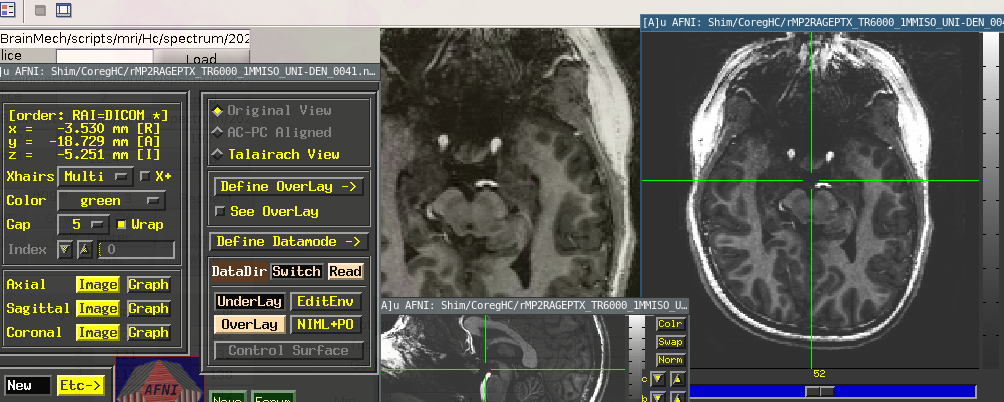 [A]u AFNI: Shim/CoregHC/rMP2RAGEPTX_TR6000_1MMISO_UNI-DEN_004
BrainMech/scripts/mri/Hc/spectrum/202
lice
Load
]u AFNI: Shim/CoregHC/rMP2RAGEPTX_TR6000_1MMISO_UNI-DEN_0041.n…
[order: RAI=DICOM *]
x = -3.530 mm [R]
y = -18.729 mm [A]
z = -5.251 mm [I]
Xhairs Multi X+
Color green
Gap 5 Wrap
Index 0
Axial Image Graph
Sagittal Image Graph
Coronal Image Graph
New Etc->
AFNI
Original View
AC-PC Aligned
Talairach View
Define OverLay ->
See OverLay
Define Datamode ->
DataDir Switch Read
UnderLay EditEnv
OverLay NIML+PO
Control Surface
A]u AFNI: Shim/CoregHC/rMP2RAGEPTX_TR6000_1MMISO_U…
Colr
Swap
Norm
c
b
52